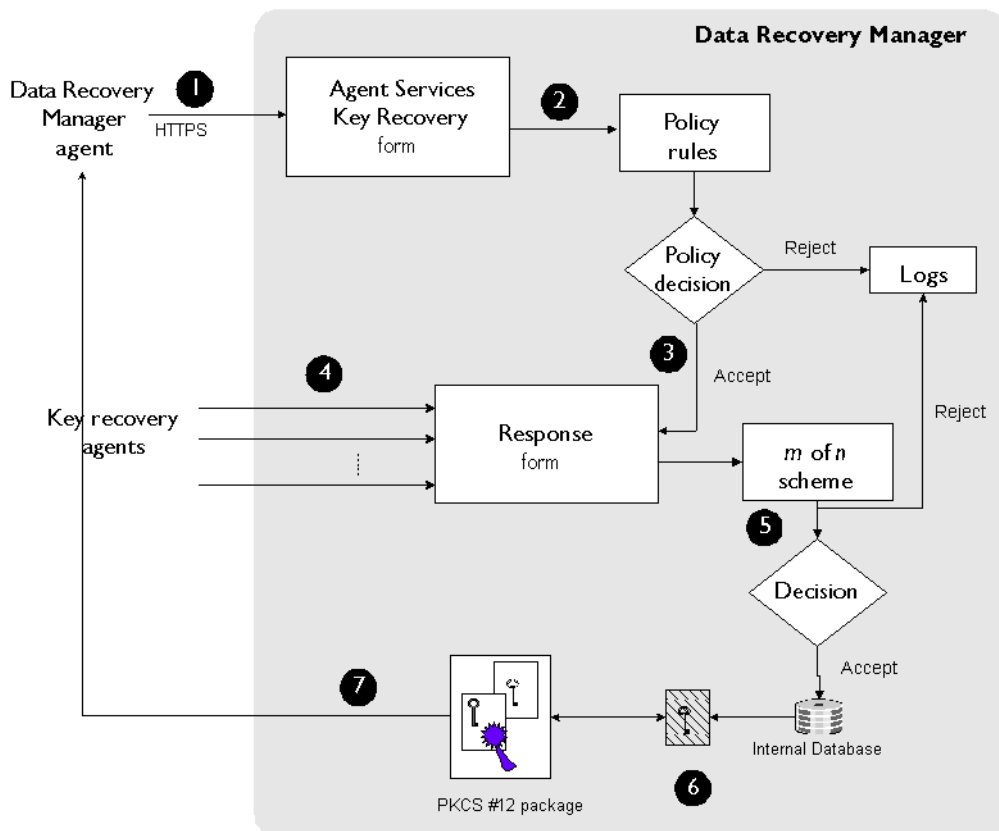 Data Recovery Manager
1
Data Recovery
Manager
agent
HTTPS
Agent Services
Key Recovery
form
2
Policy
rules
Policy
decision
Reject
Logs
3
Accept
4
Key recovery
agents
Response
form
Reject
m of n
scheme
5
Decision
Accept
7
Internal Database
6
PKCS #12 package